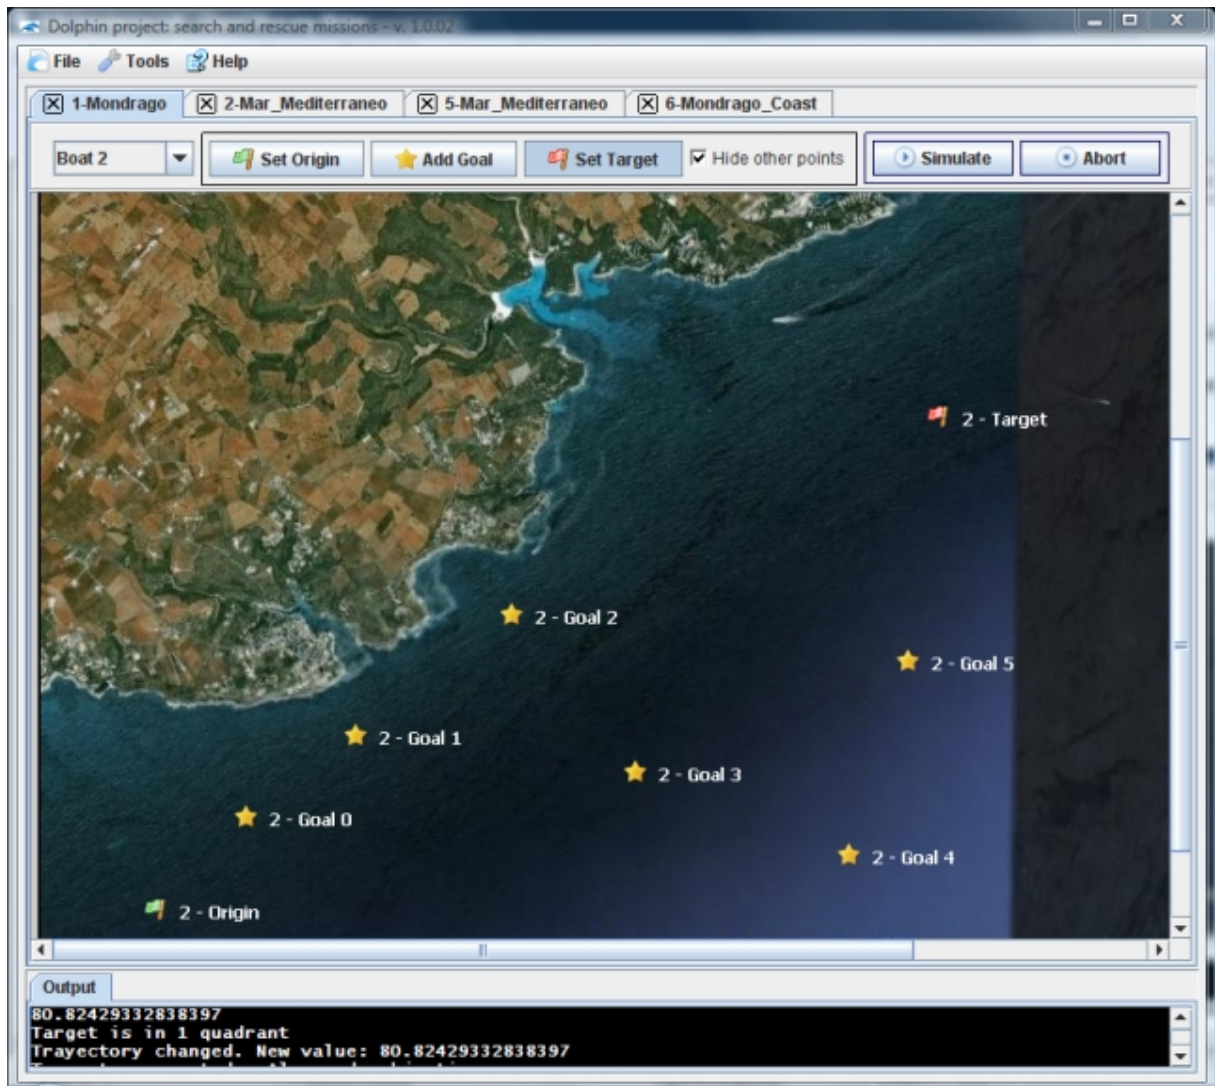 Dolphin project: search and rescue missions - v. 1.0.02
File Tools Help
1-Mondrago 2-Mar_Mediterraneo 5-Mar_Mediterraneo 6-Mondrago_Coast
Boat 2 Set Origin Add Goal Set Target Hide other points Simulate Abort
2 - Target
2 - Goal 2
2 - Goal 5
2 - Goal 1
2 - Goal 3
2 - Goal 0
2 - Goal 4
2 - Origin
Output
80.82429332838397
Target is in 1 quadrant
Trayectory changed. New value: 80.82429332838397